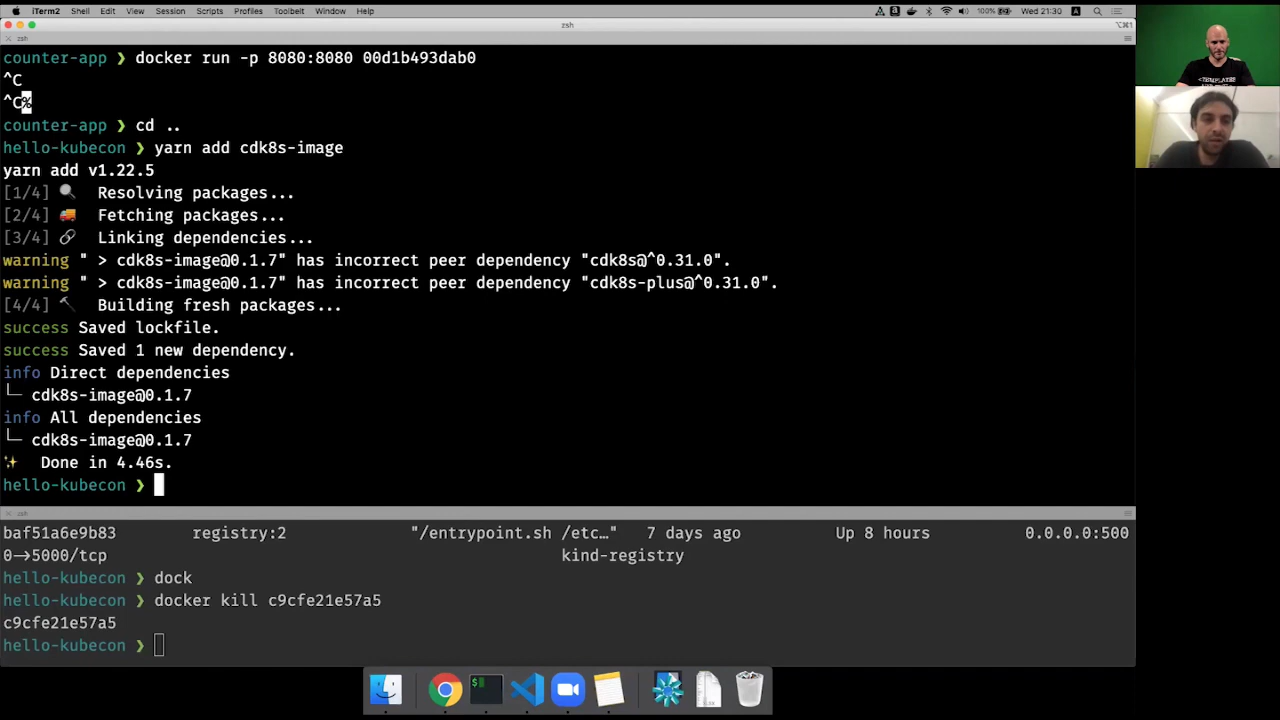 iTerm2 Shell Edit View Session Scripts Profiles Toolbelt Window Help 100% Wed 21:30
zsh
zsh
counter-app ❯ docker run -p 8080:8080 00d1b493dab0
^C
^C%
counter-app ❯ cd ..
hello-kubecon ❯ yarn add cdk8s-image
yarn add v1.22.5
[1/4] 🔍 Resolving packages...
[2/4] 🚚 Fetching packages...
[3/4] 🔗 Linking dependencies...
warning " > cdk8s-image@0.1.7" has incorrect peer dependency "cdk8s@^0.31.0".
warning " > cdk8s-image@0.1.7" has incorrect peer dependency "cdk8s-plus@^0.31.0".
[4/4] 🔨 Building fresh packages...
success Saved lockfile.
success Saved 1 new dependency.
info Direct dependencies
└─ cdk8s-image@0.1.7
info All dependencies
└─ cdk8s-image@0.1.7
✨ Done in 4.46s.
hello-kubecon ❯
zsh
baf51a6e9b83 registry:2 "/entrypoint.sh /etc…" 7 days ago Up 8 hours 0.0.0.0:500
0->5000/tcp kind-registry
hello-kubecon ❯ dock
hello-kubecon ❯ docker kill c9cfe21e57a5
c9cfe21e57a5
hello-kubecon ❯